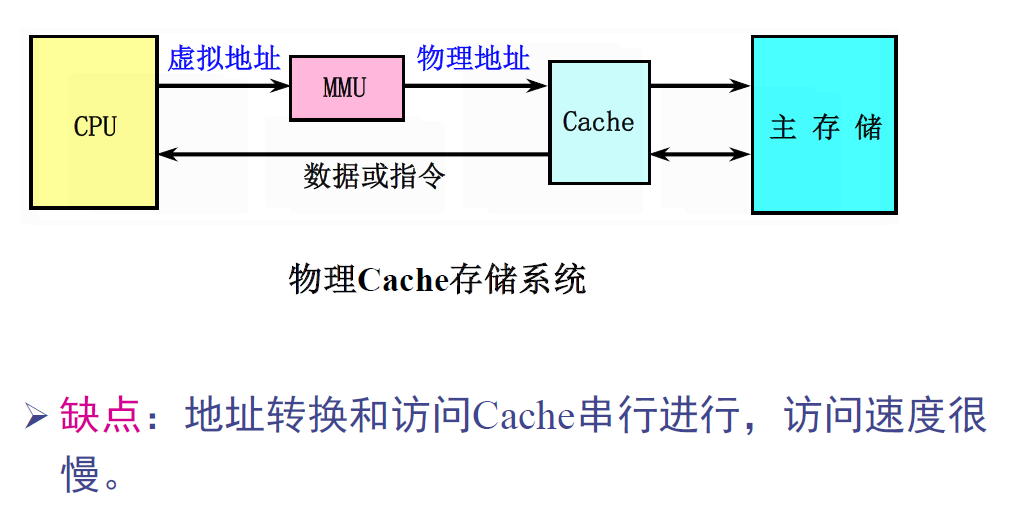 虚拟地址
物理地址
CPU
MMU
Cache
主 存 储
数据或指令
物理Cache存储系统
➢ 缺点：地址转换和访问Cache串行进行，访问速度很
慢。